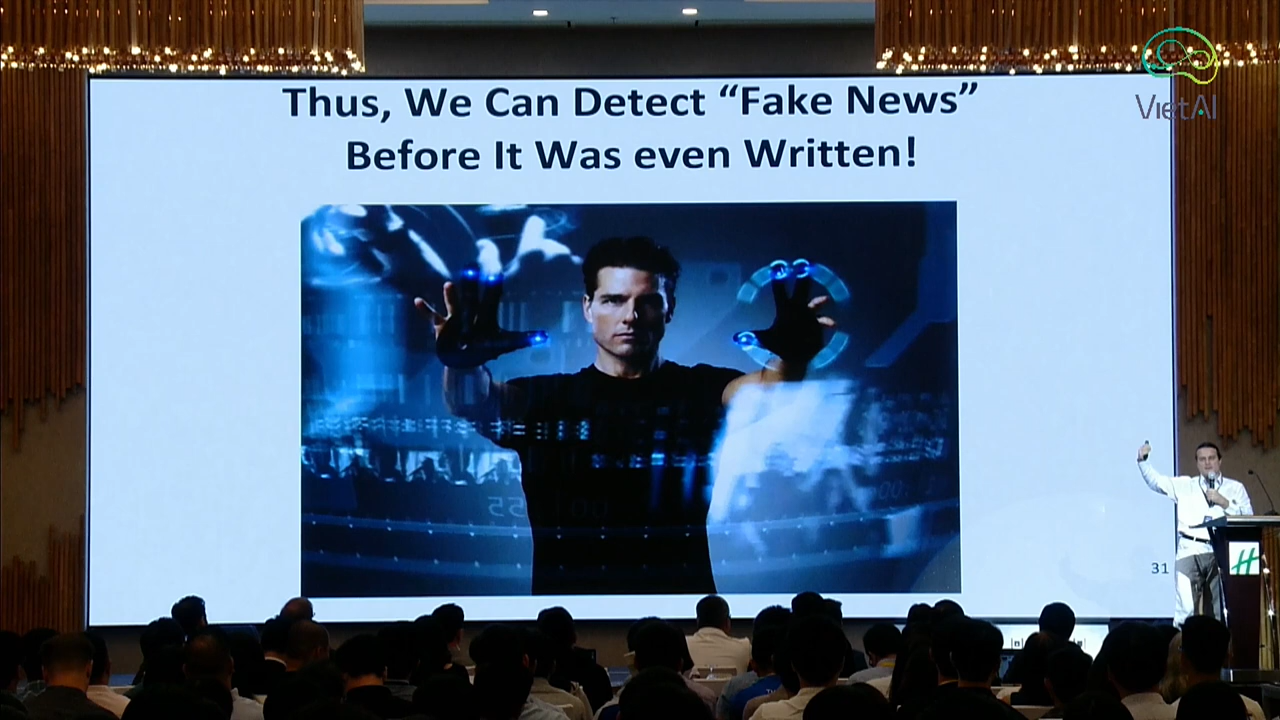 Thus, We Can Detect “Fake News”
Before It Was even Written!
VietAI
31
H